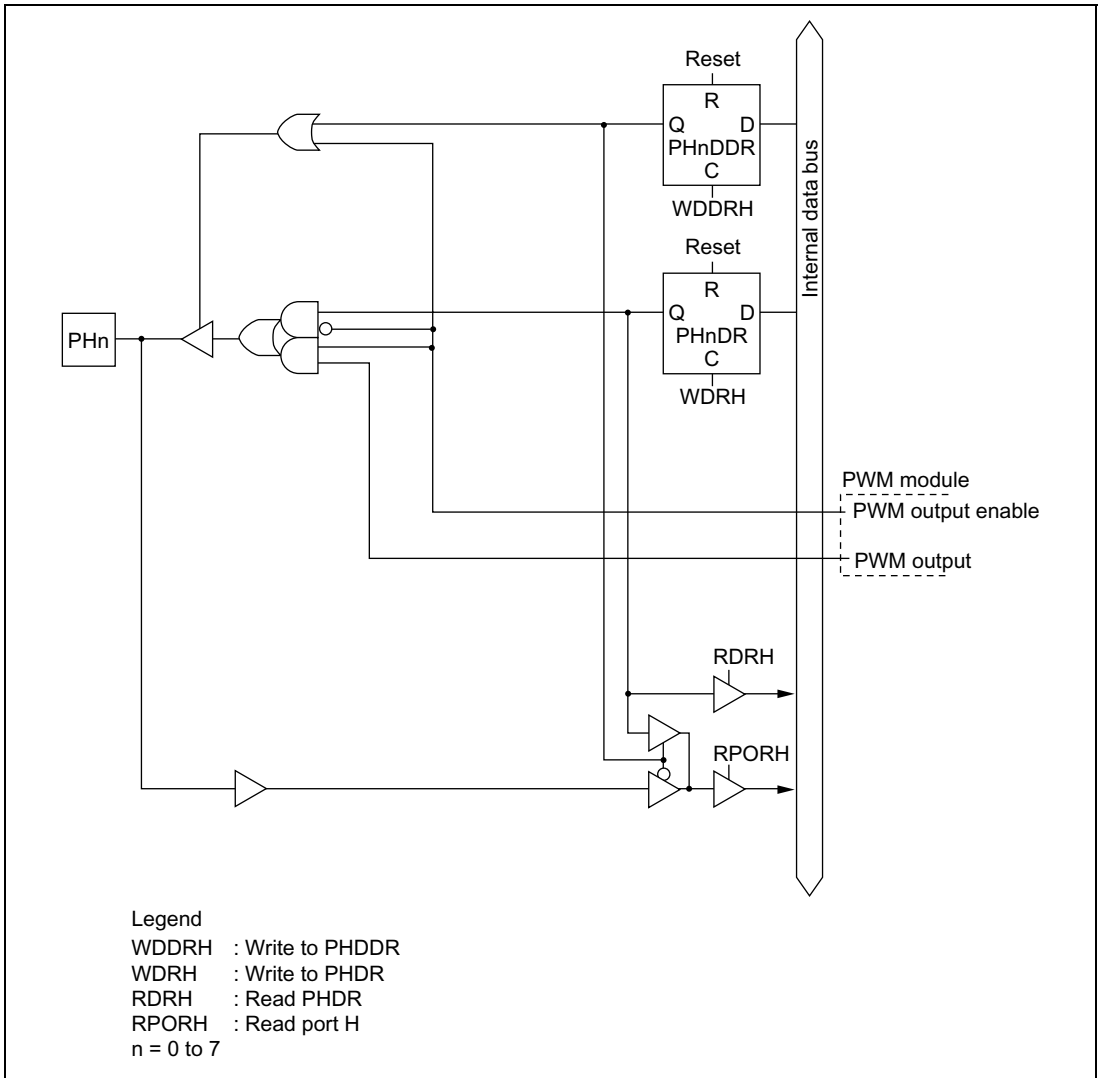 Reset
R
Q D
PHnDDR
C
WDDRH
Internal data bus
Reset
R
Q D
PHnDR
C
WDRH
PHn
PWM module
PWM output enable
PWM output
RDRH
RPORH
Legend
WDDRH : Write to PHDDR
WDRH : Write to PHDR
RDRH : Read PHDR
RPORH : Read port H
n = 0 to 7